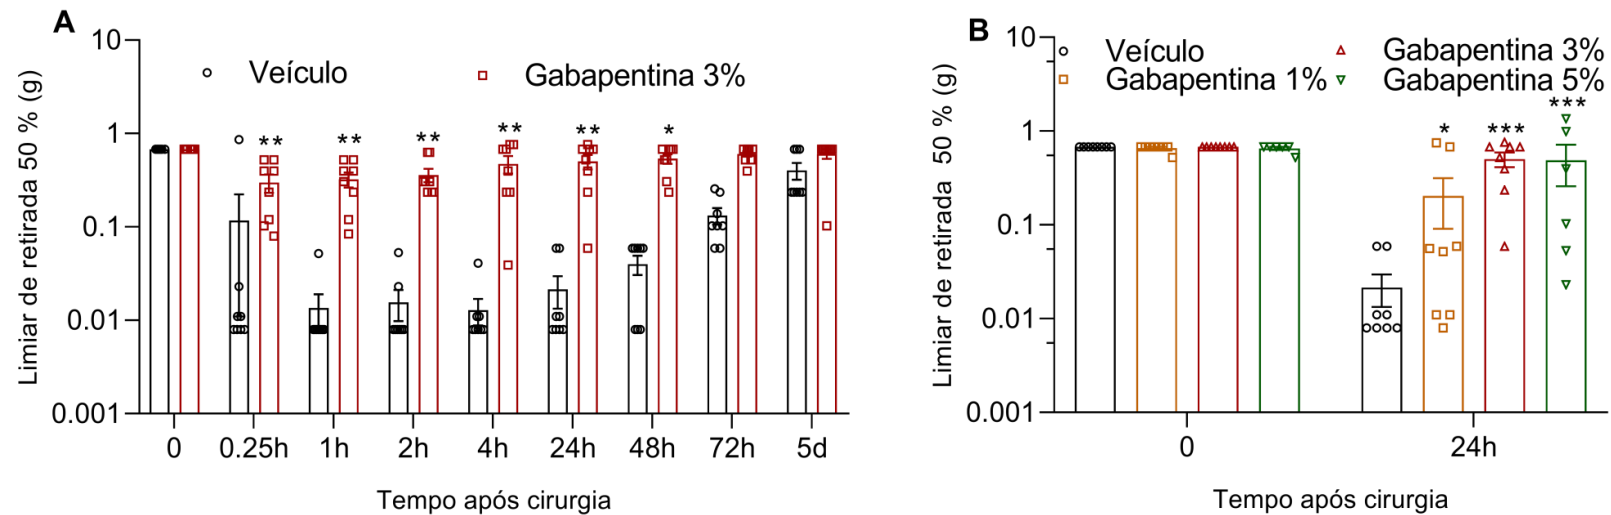 A
Limiar de retirada 50 % (g)
10
1
0.1
0.01
0.001
Veículo
Gabapentina 3%
** ** ** ** ** *
0 0.25h 1h 2h 4h 24h 48h 72h 5d
Tempo após cirurgia
B
Limiar de retirada 50 % (g)
10
1
0.1
0.01
0.001
Veículo
Gabapentina 3%
Gabapentina 1%
Gabapentina 5%
* *** ***
0 24h
Tempo após cirurgia